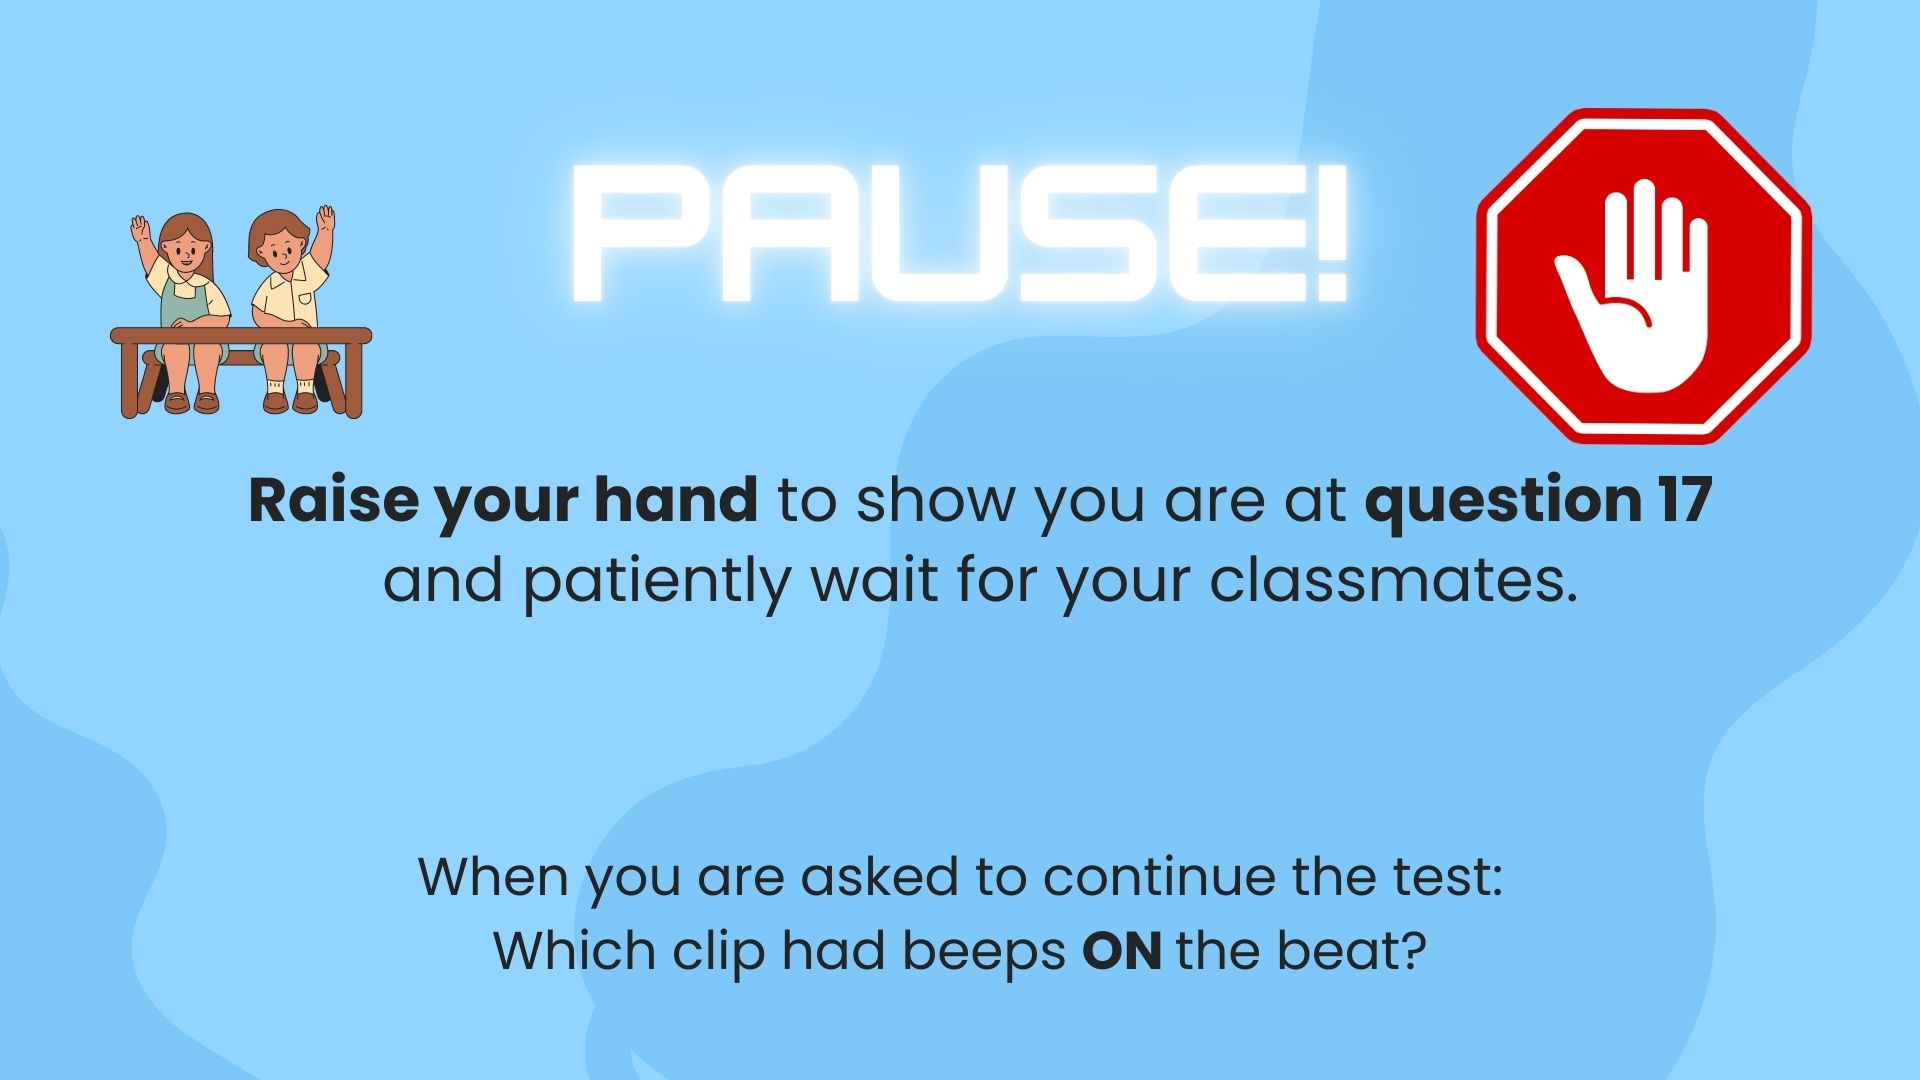 PAUSE!
Raise your hand to show you are at question 17
and patiently wait for your classmates.
When you are asked to continue the test:
Which clip had beeps ON the beat?